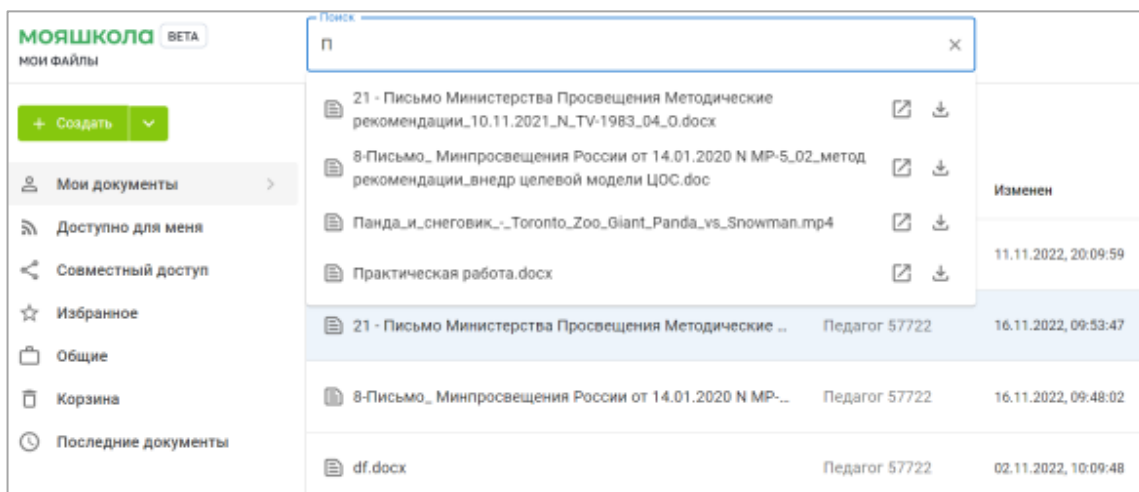 МОЯШКОЛА BETA
МОИ ФАЙЛЫ
Поиск
П
+ Создать
Мои документы
Доступно для меня
Совместный доступ
Избранное
Общие
Корзина
Последние документы
21 - Письмо Министерства Просвещения Методические
рекомендации_10.11.2021_N_TV-1983_04_O.docx
8-Письмо_ Минпросвещения России от 14.01.2020 N MP-5_02_метод
рекомендации_внедр целевой модели ЦОС.doc
Панда_и_снеговик_-_Toronto_Zoo_Giant_Panda_vs_Snowman.mp4
Практическая работа.docx
Изменен
11.11.2022, 20:09:59
21 - Письмо Министерства Просвещения Методические ... Педагог 57722 16.11.2022, 09:53:47
8-Письмо_ Минпросвещения России от 14.01.2020 N MP-... Педагог 57722 16.11.2022, 09:48:02
df.docx Педагог 57722 02.11.2022, 10:09:48